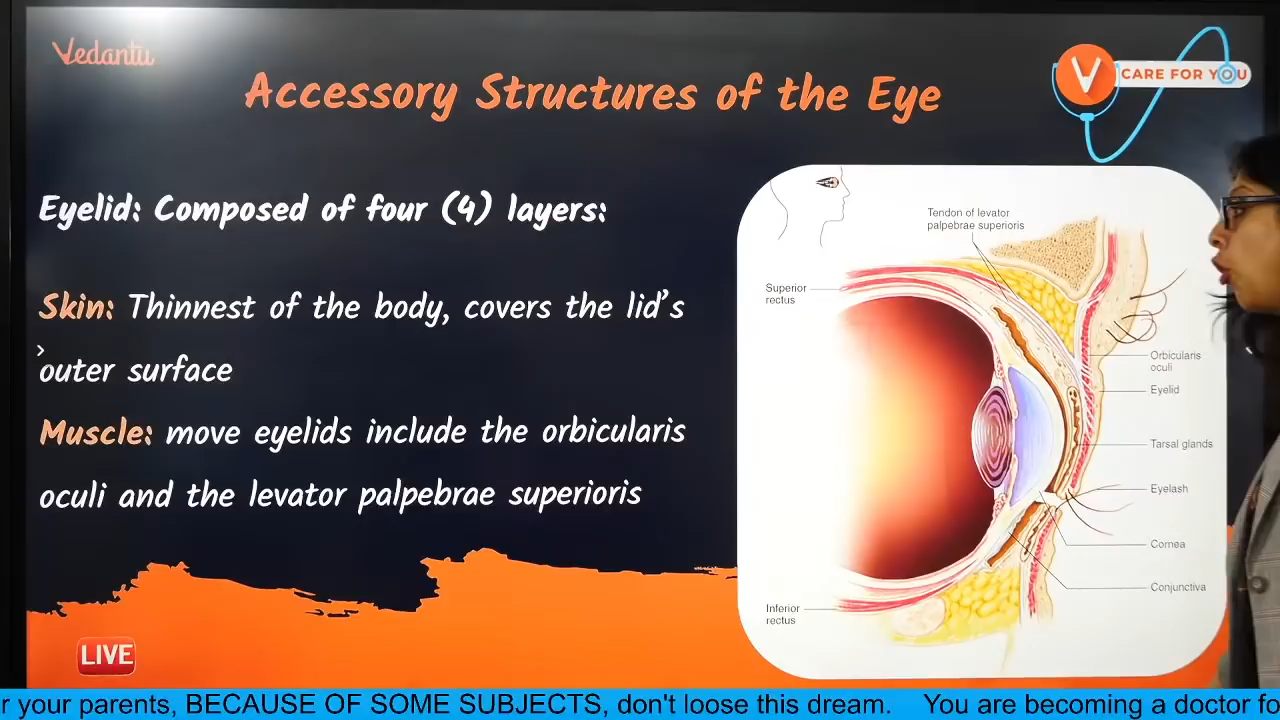 Vedantu
CARE FOR YOU
Accessory Structures of the Eye
Eyelid: Composed of four (4) layers:
Skin: Thinnest of the body, covers the lid's
outer surface
Muscle: move eyelids include the orbicularis
oculi and the levator palpebrae superioris
Tendon of levator
palpebrae superioris
Superior
rectus
Orbicularis
oculi
Eyelid
Tarsal glands
Eyelash
Cornea
Conjunctiva
Inferior
rectus
LIVE
r your parents, BECAUSE OF SOME SUBJECTS, don't loose this dream. You are becoming a doctor fo